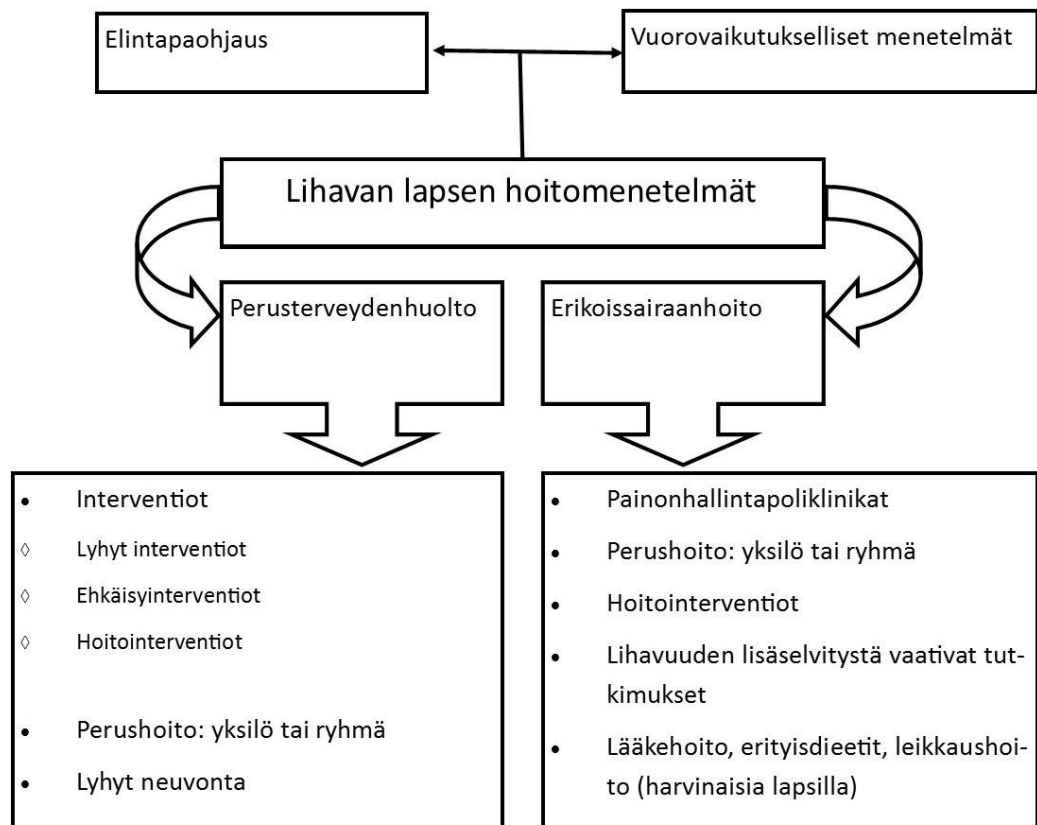 Elintapaohjaus
Vuorovaikutukselliset menetelmät
Lihavan lapsen hoitomenetelmät
Perusterveydenhuolto
Erikoissairaanhoito
• Interventiot
◊ Lyhyt interventiot
◊ Ehkäisyinterventiot
◊ Hoitointerventiot
• Perushoito: yksilö tai ryhmä
• Lyhyt neuvonta
• Painonhallintapoliklinikat
• Perushoito: yksilö tai ryhmä
• Hoitointerventiot
• Lihavuuden lisäselvitystä vaativat tut-
kimukset
• Lääkehoito, erityisdieetit, leikkaushoi-
to (harvinaisia lapsilla)